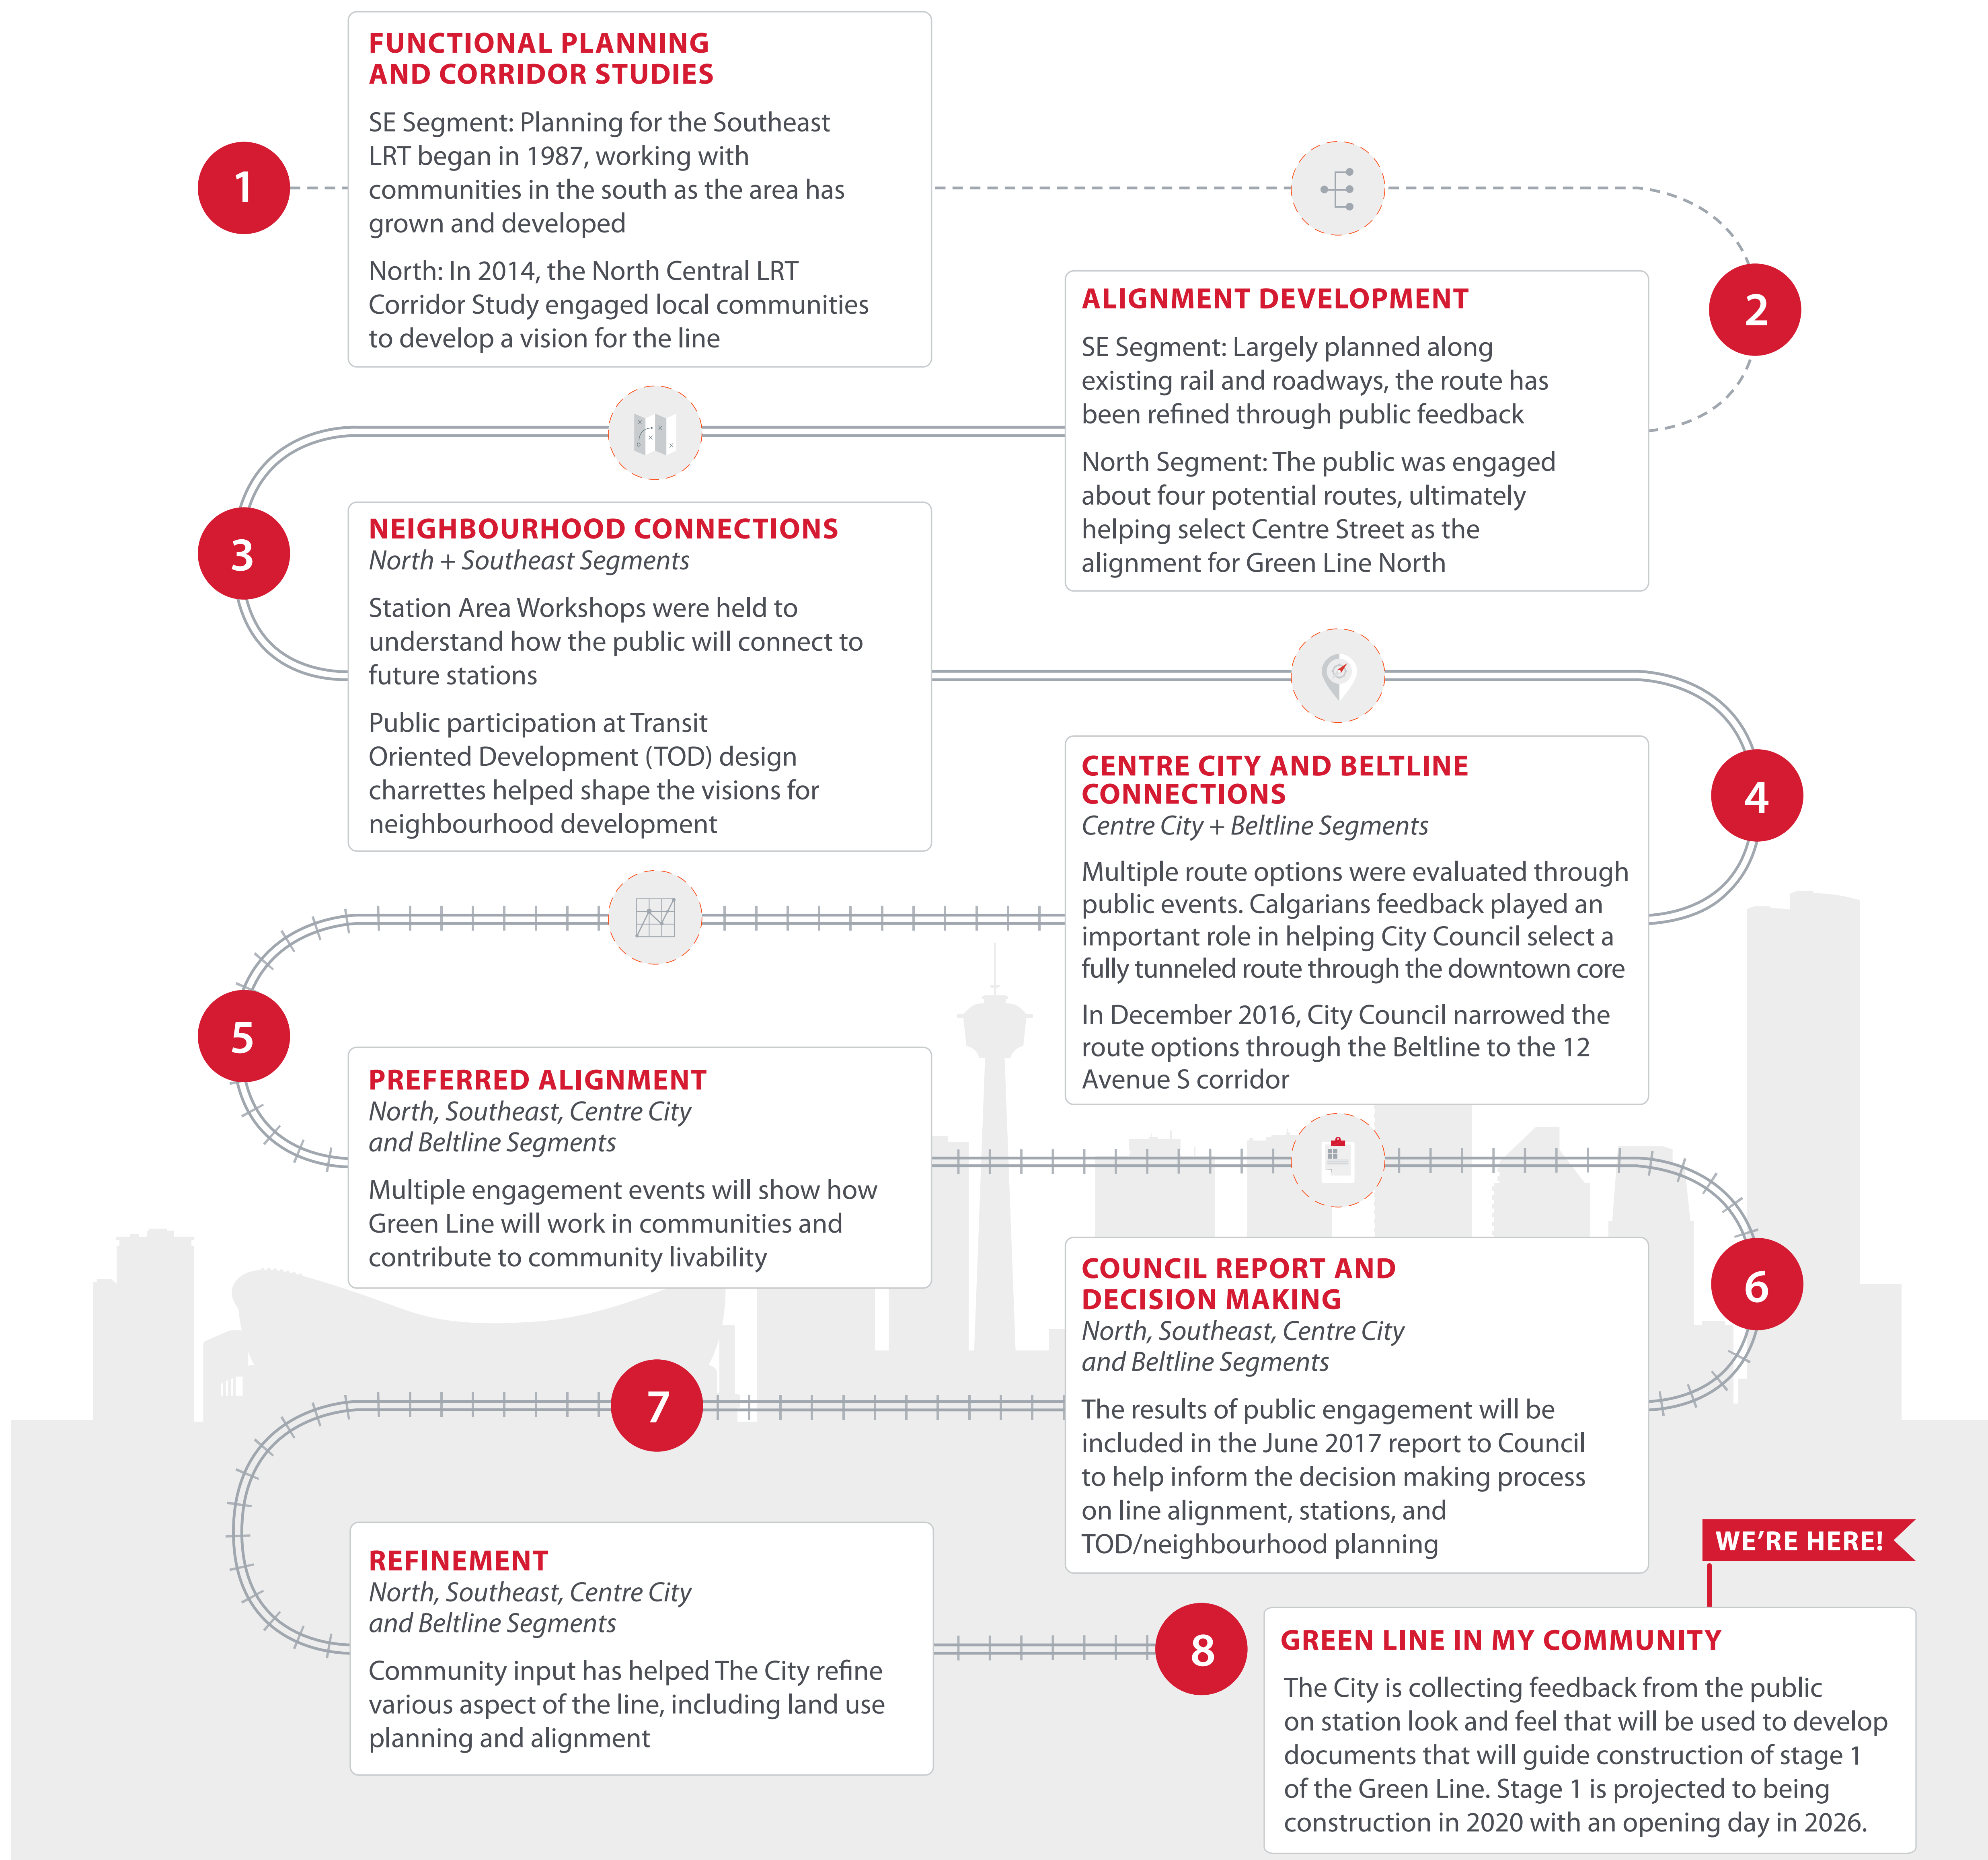 1
FUNCTIONAL PLANNING
AND CORRIDOR STUDIES
SE Segment: Planning for the Southeast
LRT began in 1987, working with
communities in the south as the area has
grown and developed
North: In 2014, the North Central LRT
Corridor Study engaged local communities
to develop a vision for the line
2
ALIGNMENT DEVELOPMENT
SE Segment: Largely planned along
existing rail and roadways, the route has
been refined through public feedback
North Segment: The public was engaged
about four potential routes, ultimately
helping select Centre Street as the
alignment for Green Line North
3
NEIGHBOURHOOD CONNECTIONS
North + Southeast Segments
Station Area Workshops were held to
understand how the public will connect to
future stations
Public participation at Transit
Oriented Development (TOD) design
charrettes helped shape the visions for
neighbourhood development
4
CENTRE CITY AND BELTLINE
CONNECTIONS
Centre City + Beltline Segments
Multiple route options were evaluated through
public events. Calgarians feedback played an
important role in helping City Council select a
fully tunneled route through the downtown core
In December 2016, City Council narrowed the
route options through the Beltline to the 12
Avenue S corridor
5
PREFERRED ALIGNMENT
North, Southeast, Centre City
and Beltline Segments
Multiple engagement events will show how
Green Line will work in communities and
contribute to community livability
6
COUNCIL REPORT AND
DECISION MAKING
North, Southeast, Centre City
and Beltline Segments
The results of public engagement will be
included in the June 2017 report to Council
to help inform the decision making process
on line alignment, stations, and
TOD/neighbourhood planning
7
REFINEMENT
North, Southeast, Centre City
and Beltline Segments
Community input has helped The City refine
various aspect of the line, including land use
planning and alignment
WE'RE HERE!
8
GREEN LINE IN MY COMMUNITY
The City is collecting feedback from the public
on station look and feel that will be used to develop
documents that will guide construction of stage 1
of the Green Line. Stage 1 is projected to being
construction in 2020 with an opening day in 2026.